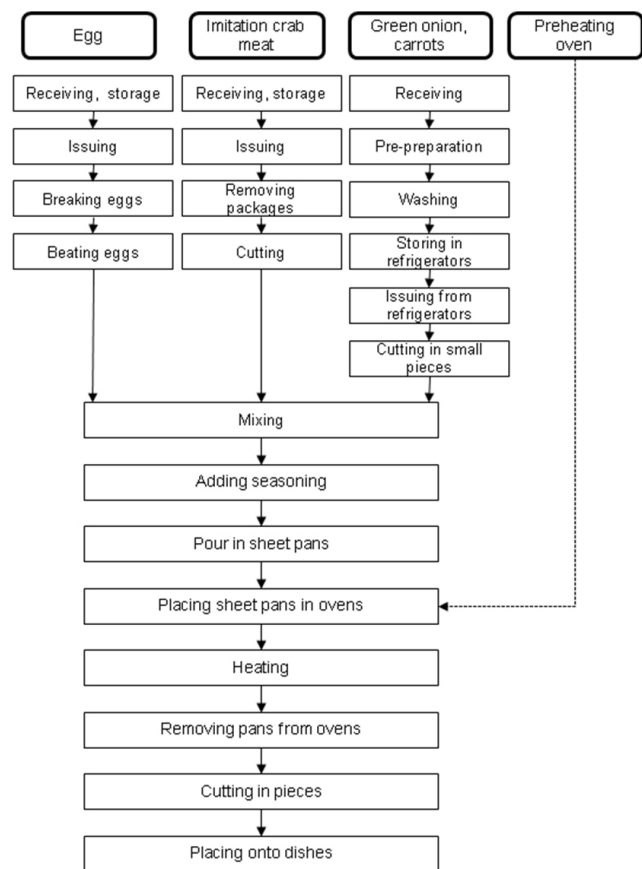 Egg
Imitation crab
meat
Green onion,
carrots
Preheating
oven
Receiving, storage
Receiving, storage
Receiving
Issuing
Issuing
Pre-preparation
Breaking eggs
Removing
packages
Washing
Beating eggs
Cutting
Storing in
refrigerators
Issuing from
refrigerators
Cutting in small
pieces
Mixing
Adding seasoning
Pour in sheet pans
Placing sheet pans in ovens
Heating
Removing pans from ovens
Cutting in pieces
Placing onto dishes